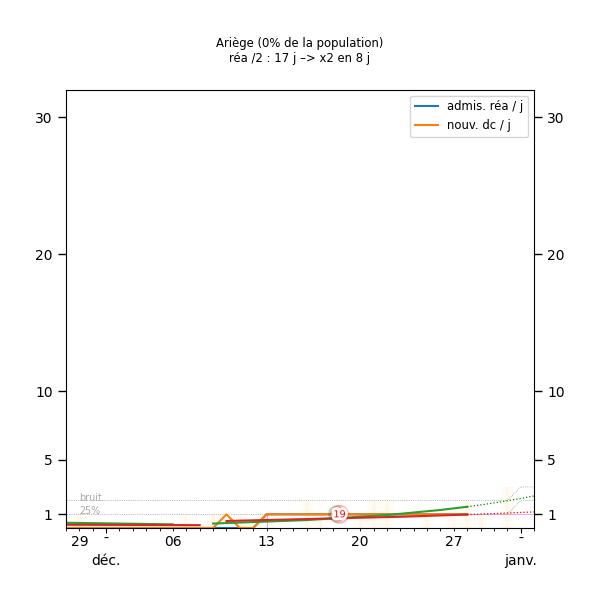 Ariège (0% de la population)
réa /2 : 17 j –> x2 en 8 j
admis. réa / j
nouv. dc / j
30
30
20
20
10
10
5
5
bruit
25%
1
19
1
29
-
06
13
20
27
-
déc.
janv.